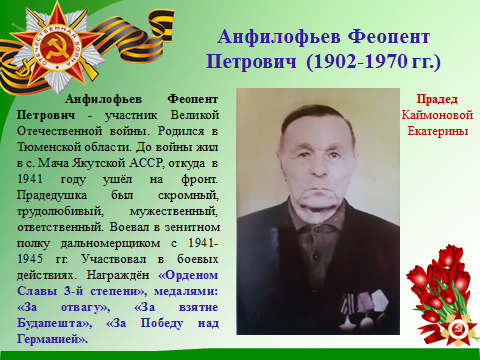 Анфилофьев Феопент
Петрович (1902-1970 гг.)
Анфилофьев Феопент
Петрович - участник Великой
Отечественной войны. Родился в
Тюменской области. До войны жил
в с. Мача Якутской АССР, откуда в
1941 году ушёл на фронт.
Прадедушка был скромный,
трудолюбивый, мужественный,
ответственный. Воевал в зенитном
полку дальномерщиком с 1941-
1945 гг. Участвовал в боевых
действиях. Награждён «Орденом
Славы 3-й степени», медалями:
«За отвагу», «За взятие
Будапешта», «За Победу над
Германией».
Прадед
Каймоновой
Екатерины
ОТЕЧЕСТВЕННАЯ ВОЙНА